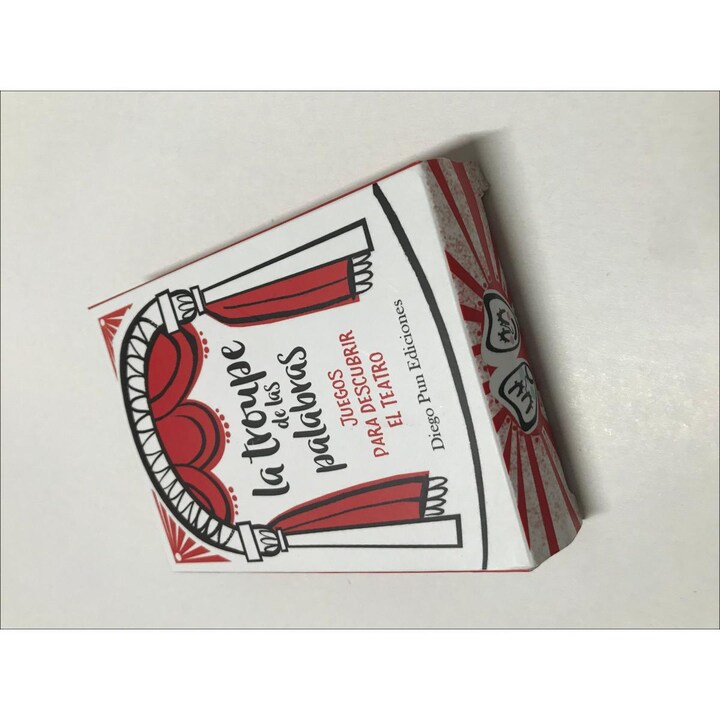 la troupe
de las
palabras
JUEGOS
PARA DESCUBRIR
EL TEATRO
Diego Pun Ediciones